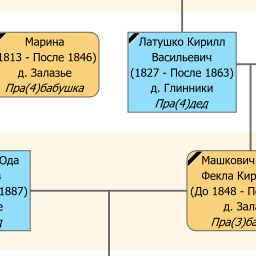 Марина
1813 - После 1846)
д. Залазье
Пра(4)бабушка
Латушко Кирилл
Васильевич
(1827 - После 1863)
д. Глинники
Пра(4)дед
Ода
1887)
Машкович
Фекла Кир
(До 1848 - П
д. Зала
Пра(3)ба